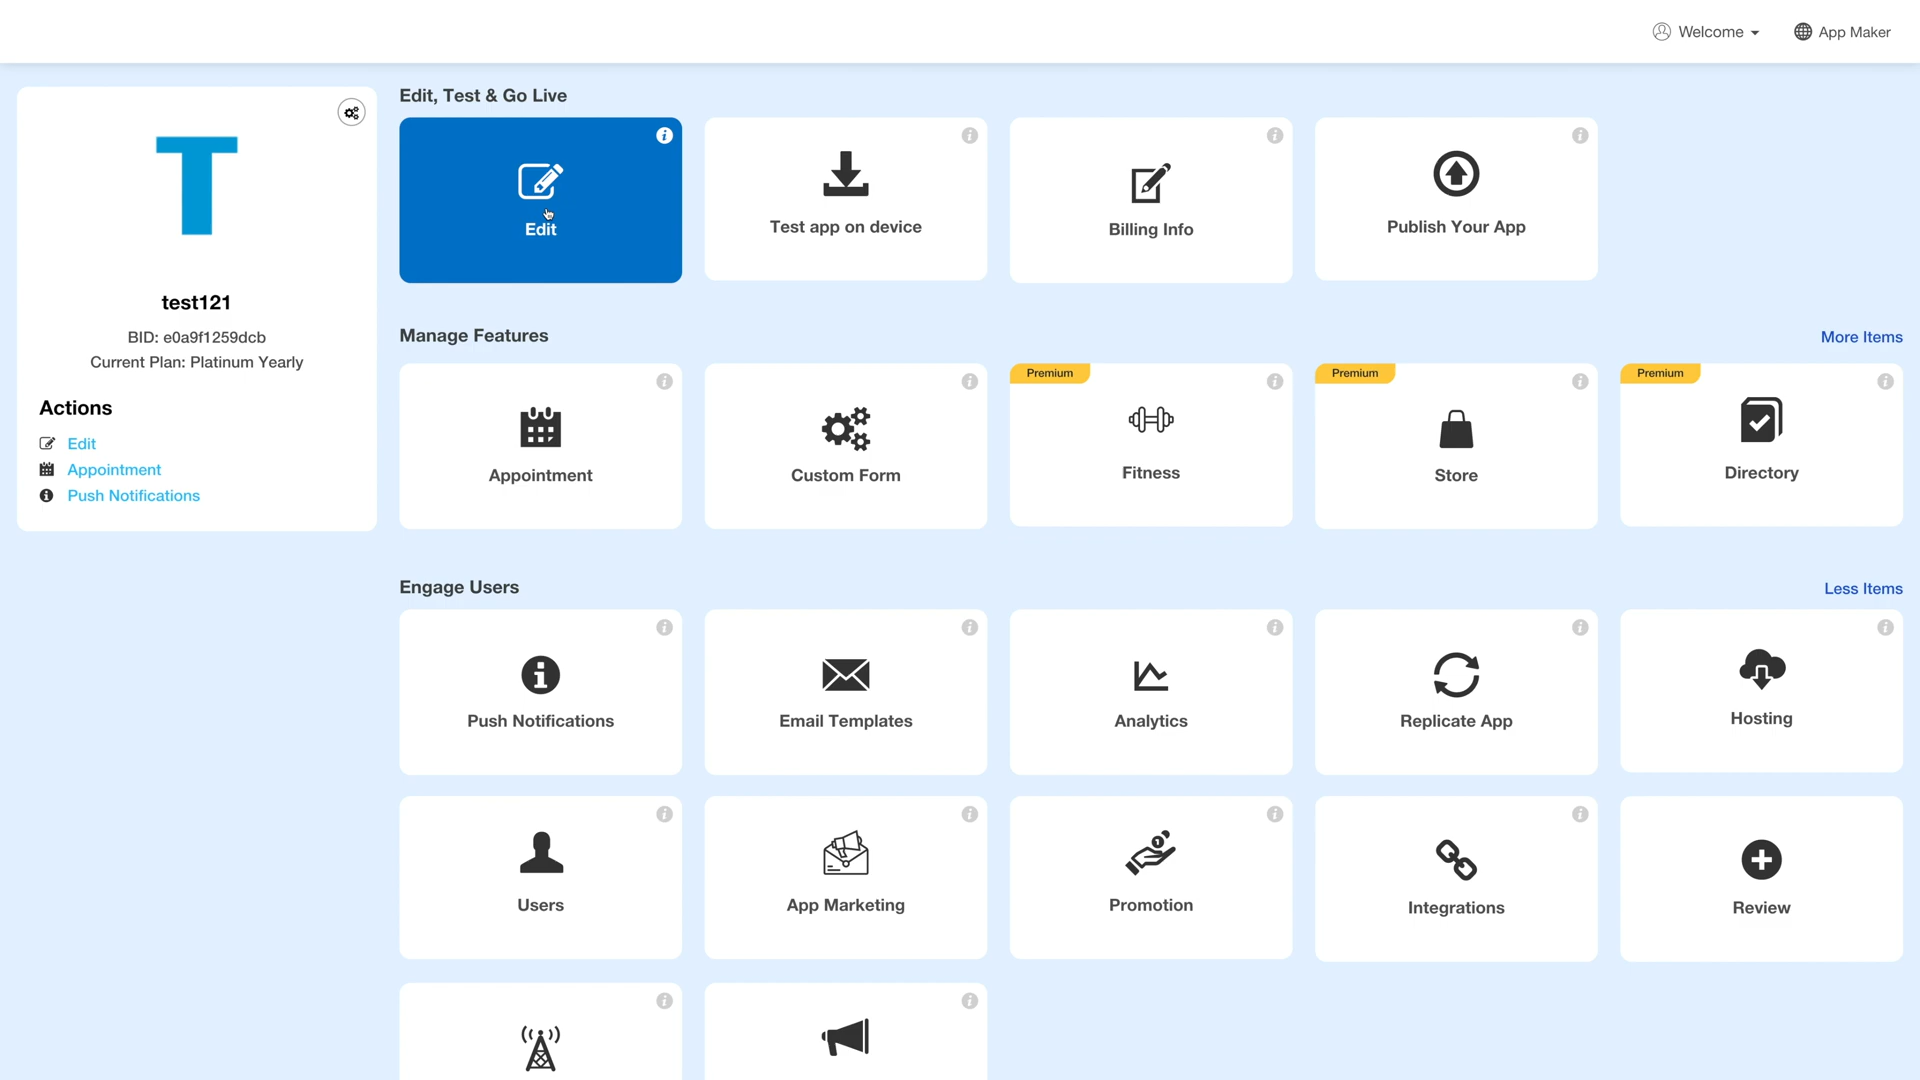 Welcome
App Maker
T
test121
BID: e0a9f1259dcb
Current Plan: Platinum Yearly
Actions
Edit
Appointment
Push Notifications
Edit, Test & Go Live
Edit
Test app on device
Billing Info
Publish Your App
Manage Features
More Items
Appointment
Custom Form
Premium
Fitness
Premium
Store
Premium
Directory
Engage Users
Less Items
Push Notifications
Email Templates
Analytics
Replicate App
Hosting
Users
App Marketing
Promotion
Integrations
Review